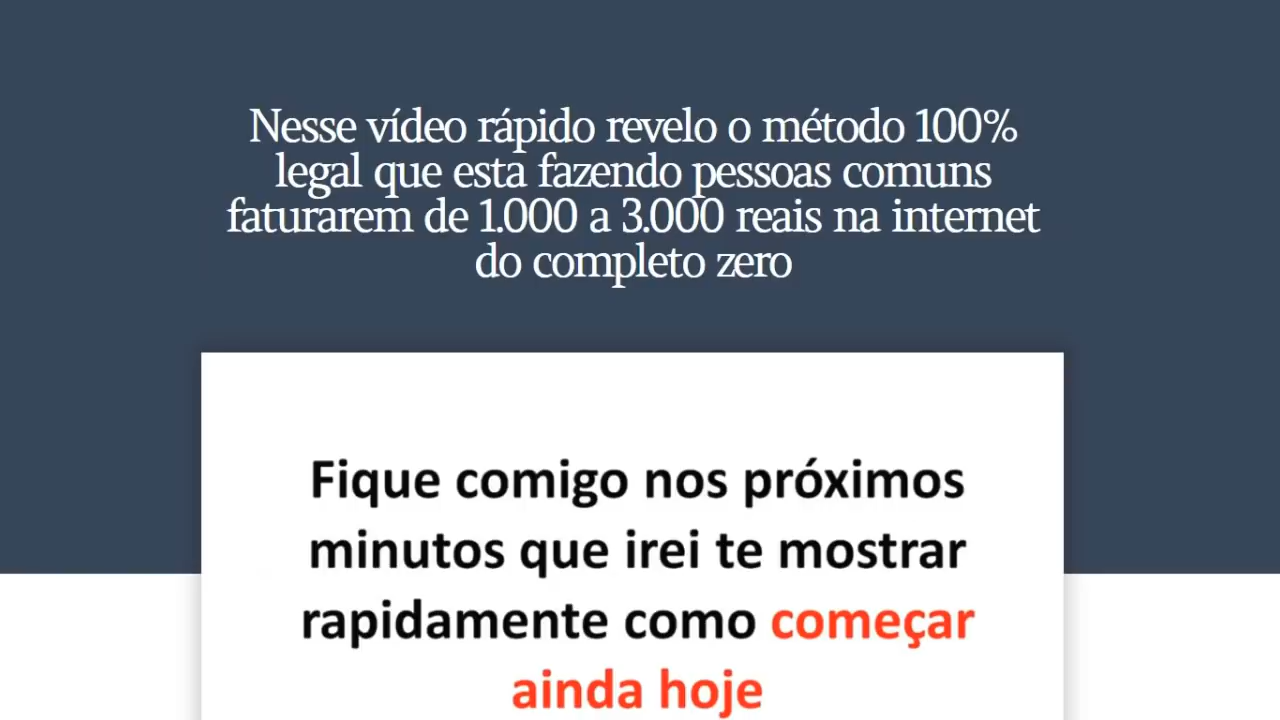 Nesse vídeo rápido revelo o método 100%
legal que esta fazendo pessoas comuns
faturarem de 1.000 a 3.000 reais na internet
do completo zero
Fique comigo nos próximos
minutos que irei te mostrar
rapidamente como começar
ainda hoje